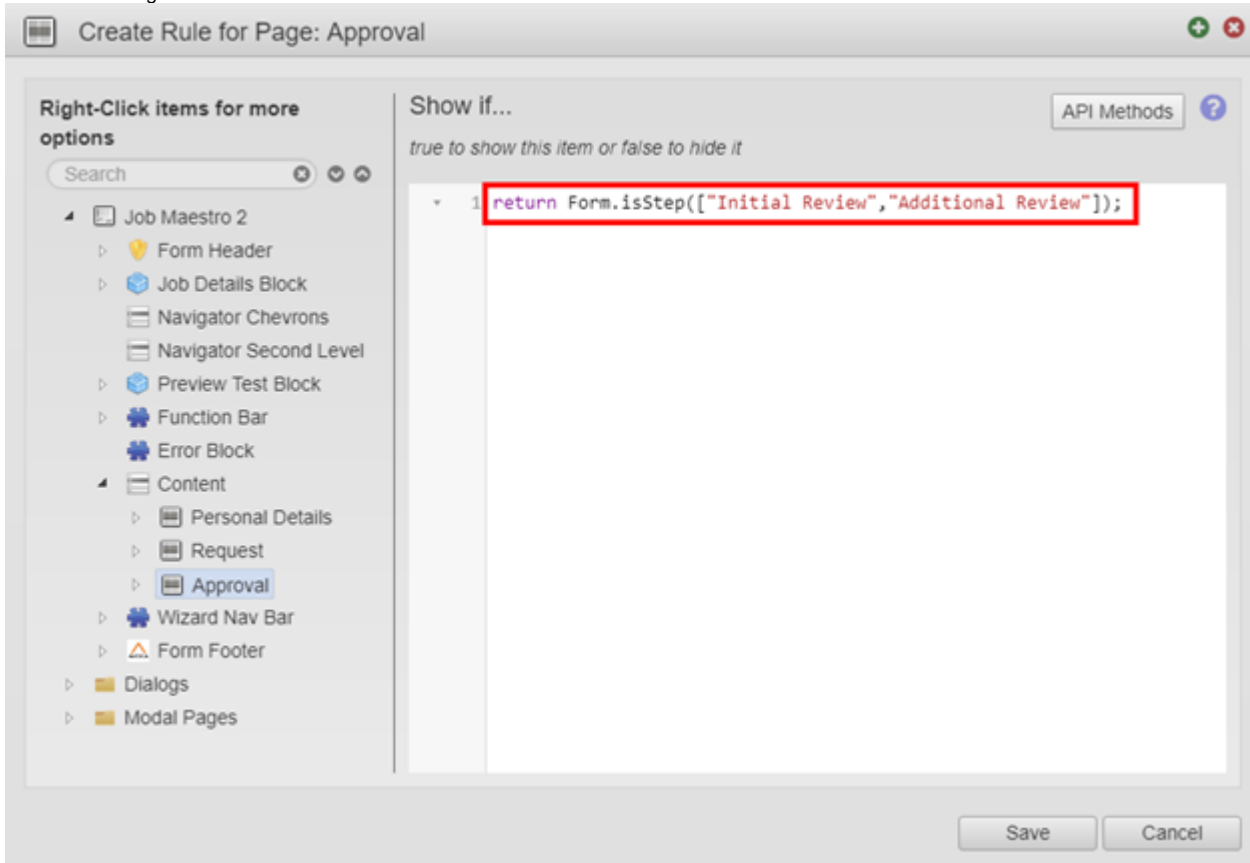 Create Rule for Page: Approval
Right-Click items for more
options
Search
Job Maestro 2
Form Header
Job Details Block
Navigator Chevrons
Navigator Second Level
Preview Test Block
Function Bar
Error Block
Content
Personal Details
Request
Approval
Wizard Nav Bar
Form Footer
Dialogs
Modal Pages
Show if...
API Methods
?
true to show this item or false to hide it
1 return Form.isStep(["Initial Review","Additional Review"]);
Save
Cancel